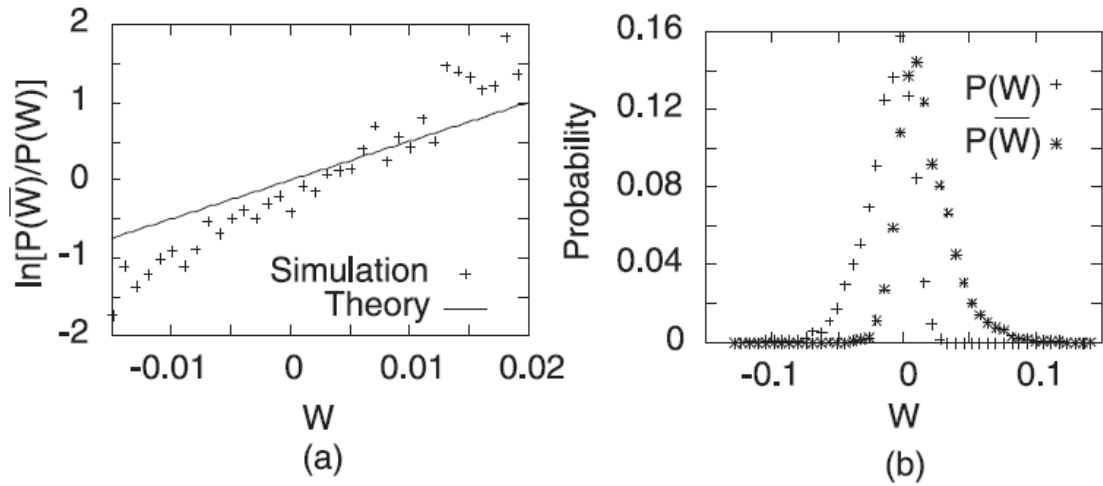 2
1
0
-1
-2
ln[P(W̅)/P(W)]
Simulation +
Theory
-0.01
0
0.01
0.02
W
(a)
0.16
0.12
0.08
0.04
0
Probability
P(W) +
P(W̅) *
-0.1
0
0.1
W
(b)